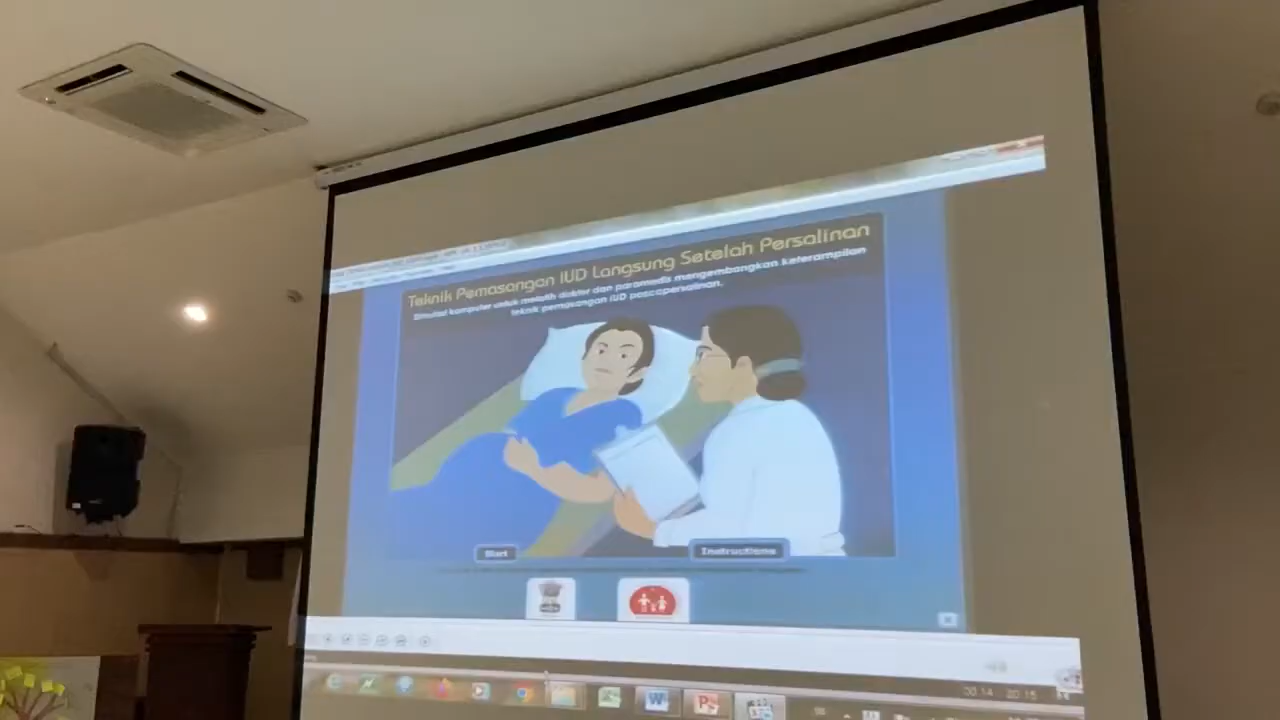 Teknik Pemasangan IUD Langsung Setelah Persalinan
Simulasi komputer untuk melatih dokter dan paramedis mengembangkan keterampilan
teknik pemasangan IUD pascapersalinan.
Start
Instructions